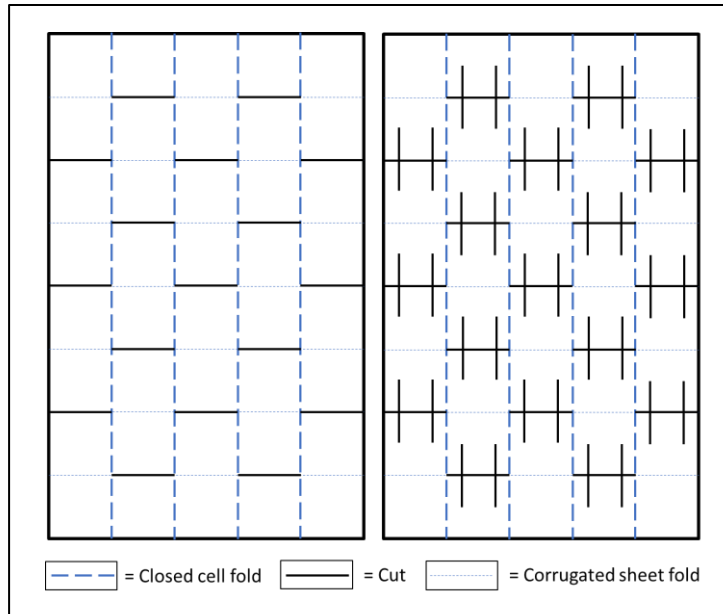 = Closed cell fold = Cut = Corrugated sheet fold